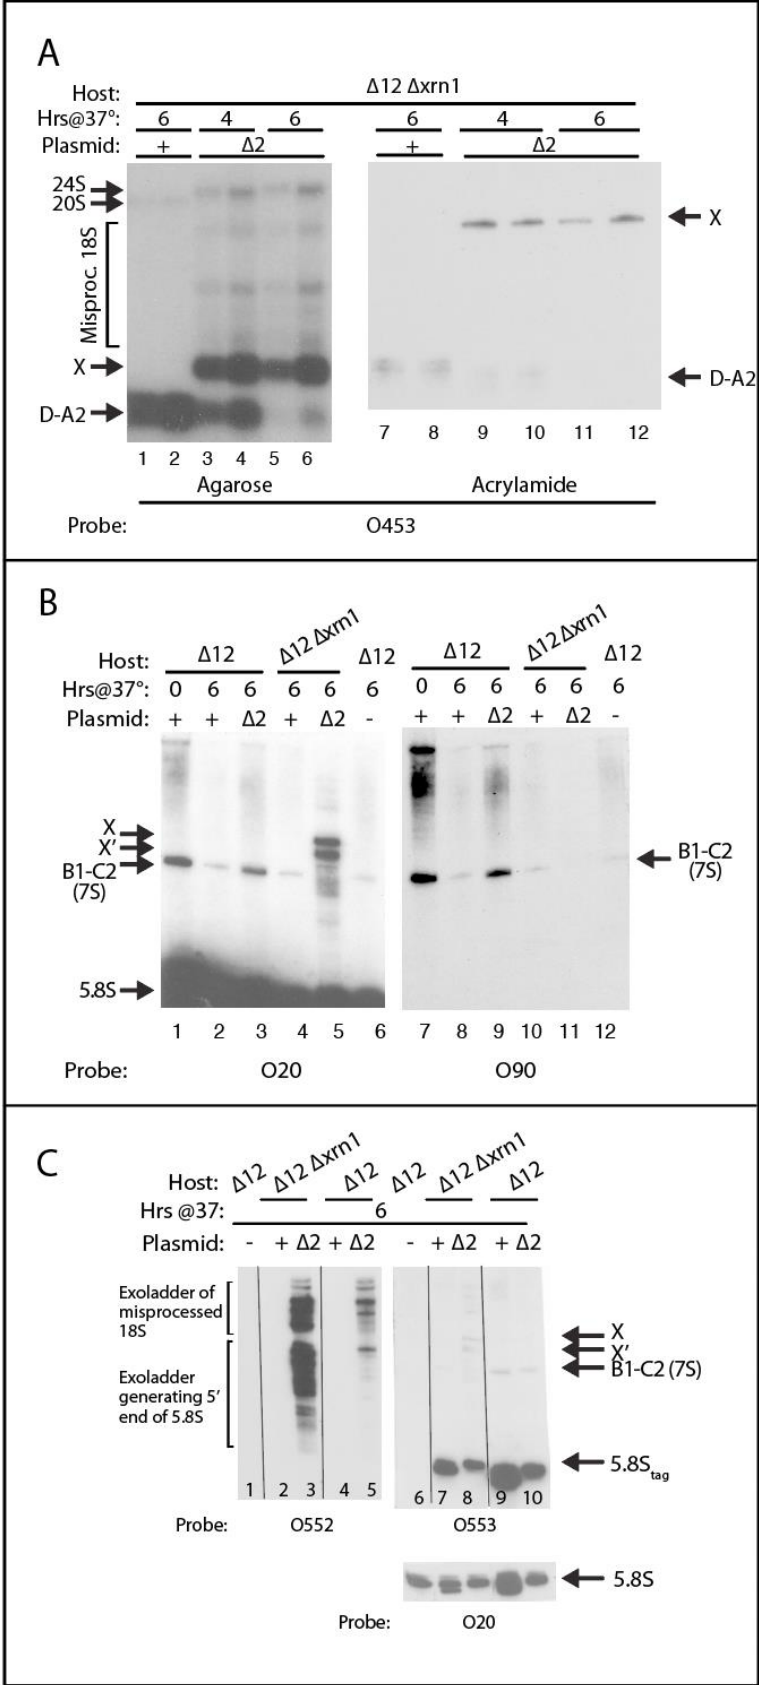 A
Host: Δ12 Δxrn1
Hrs@37°: 6 4 6 6 4 6
Plasmid: + Δ2 + Δ2
24S
20S
Misproc. 18S
X
X
D-A2
D-A2
1 2 3 4 5 6 7 8 9 10 11 12
Agarose Acrylamide
Probe: O453
B
Host: Δ12 Δ12 Δxrn1 Δ12 Δ12 Δ12 Δxrn1 Δ12
Hrs@37°: 0 6 6 6 6 6 0 6 6 6 6 6
Plasmid: + + Δ2 + Δ2 - + + Δ2 + Δ2 -
X
X'
B1-C2
(7S)
B1-C2
(7S)
5.8S
1 2 3 4 5 6 7 8 9 10 11 12
Probe: O20 O90
C
Host: Δ12 Δ12 Δxrn1 Δ12 Δ12 Δ12 Δxrn1 Δ12
Hrs @37: 6
Plasmid: - + Δ2 + Δ2 - + Δ2 + Δ2
Exoladder of
misprocessed
18S
Exoladder
generating 5'
end of 5.8S
X
X'
B1-C2 (7S)
5.8Stag
1 2 3 4 5 6 7 8 9 10
Probe: O552 O553
5.8S
Probe: O20